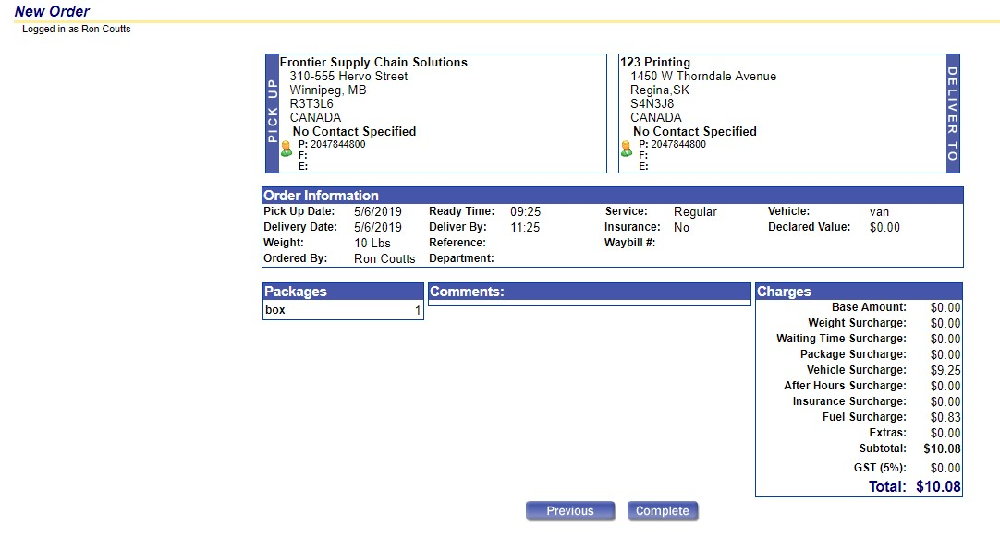 New Order
Logged in as Ron Coutts
PICK UP
Frontier Supply Chain Solutions
310-555 Hervo Street
Winnipeg, MB
R3T3L6
CANADA
No Contact Specified
P: 2047844800
F:
E:
123 Printing
1450 W Thorndale Avenue
Regina,SK
S4N3J8
CANADA
No Contact Specified
P: 2047844800
F:
E:
DELIVER TO
Order Information
Pick Up Date: 5/6/2019 Ready Time: 09:25 Service: Regular Vehicle: van
Delivery Date: 5/6/2019 Deliver By: 11:25 Insurance: No Declared Value: $0.00
Weight: 10 Lbs Reference: Waybill #:
Ordered By: Ron Coutts Department:
Packages
box 1
Comments:
Charges
Base Amount: $0.00
Weight Surcharge: $0.00
Waiting Time Surcharge: $0.00
Package Surcharge: $0.00
Vehicle Surcharge: $9.25
After Hours Surcharge: $0.00
Insurance Surcharge: $0.00
Fuel Surcharge: $0.83
Extras: $0.00
Subtotal: $10.08
GST (5%): $0.00
Total: $10.08
Previous Complete